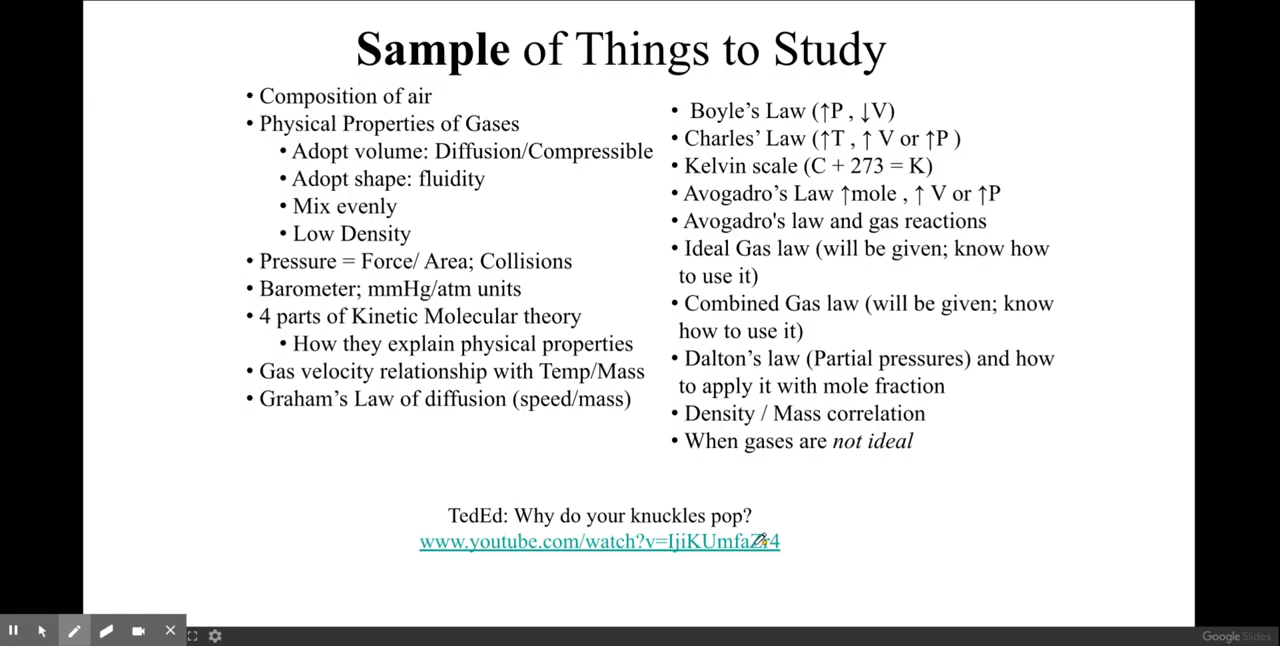 Sample of Things to Study
• Composition of air
• Physical Properties of Gases
• Adopt volume: Diffusion/Compressible
• Adopt shape: fluidity
• Mix evenly
• Low Density
• Pressure = Force/ Area; Collisions
• Barometer; mmHg/atm units
• 4 parts of Kinetic Molecular theory
• How they explain physical properties
• Gas velocity relationship with Temp/Mass
• Graham’s Law of diffusion (speed/mass)
• Boyle’s Law (↑P , ↓V)
• Charles’ Law (↑T , ↑ V or ↑P )
• Kelvin scale (C + 273 = K)
• Avogadro’s Law ↑mole , ↑ V or ↑P
• Avogadro's law and gas reactions
• Ideal Gas law (will be given; know how
to use it)
• Combined Gas law (will be given; know
how to use it)
• Dalton’s law (Partial pressures) and how
to apply it with mole fraction
• Density / Mass correlation
• When gases are not ideal
TedEd: Why do your knuckles pop?
Google Slides